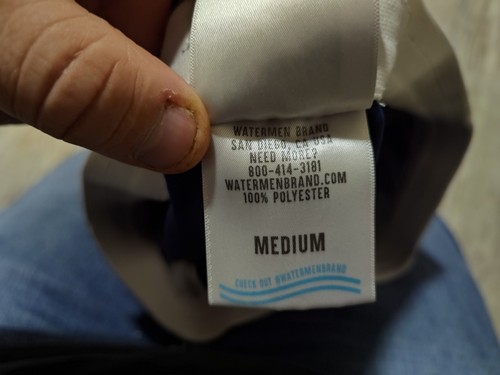 WATERMEN BRAND
SAN DIEGO, CA USA
NEED MORE?
800-414-3181
WATERMENBRAND.COM
100% POLYESTER
MEDIUM
CHECK OUT @WATERMENBRAND